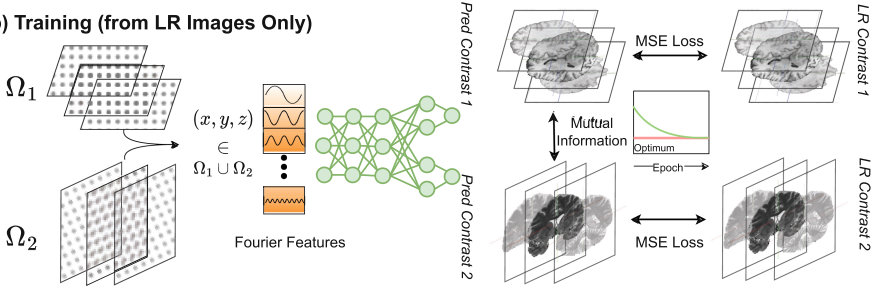 ) Training (from LR Images Only)
Ω₁
Ω₂
(x, y, z)
∈
Ω₁ ∪ Ω₂
Fourier Features
Pred Contrast 1
Pred Contrast 2
MSE Loss
Mutual
Information
Optimum
Epoch
MSE Loss
LR Contrast 1
LR Contrast 2